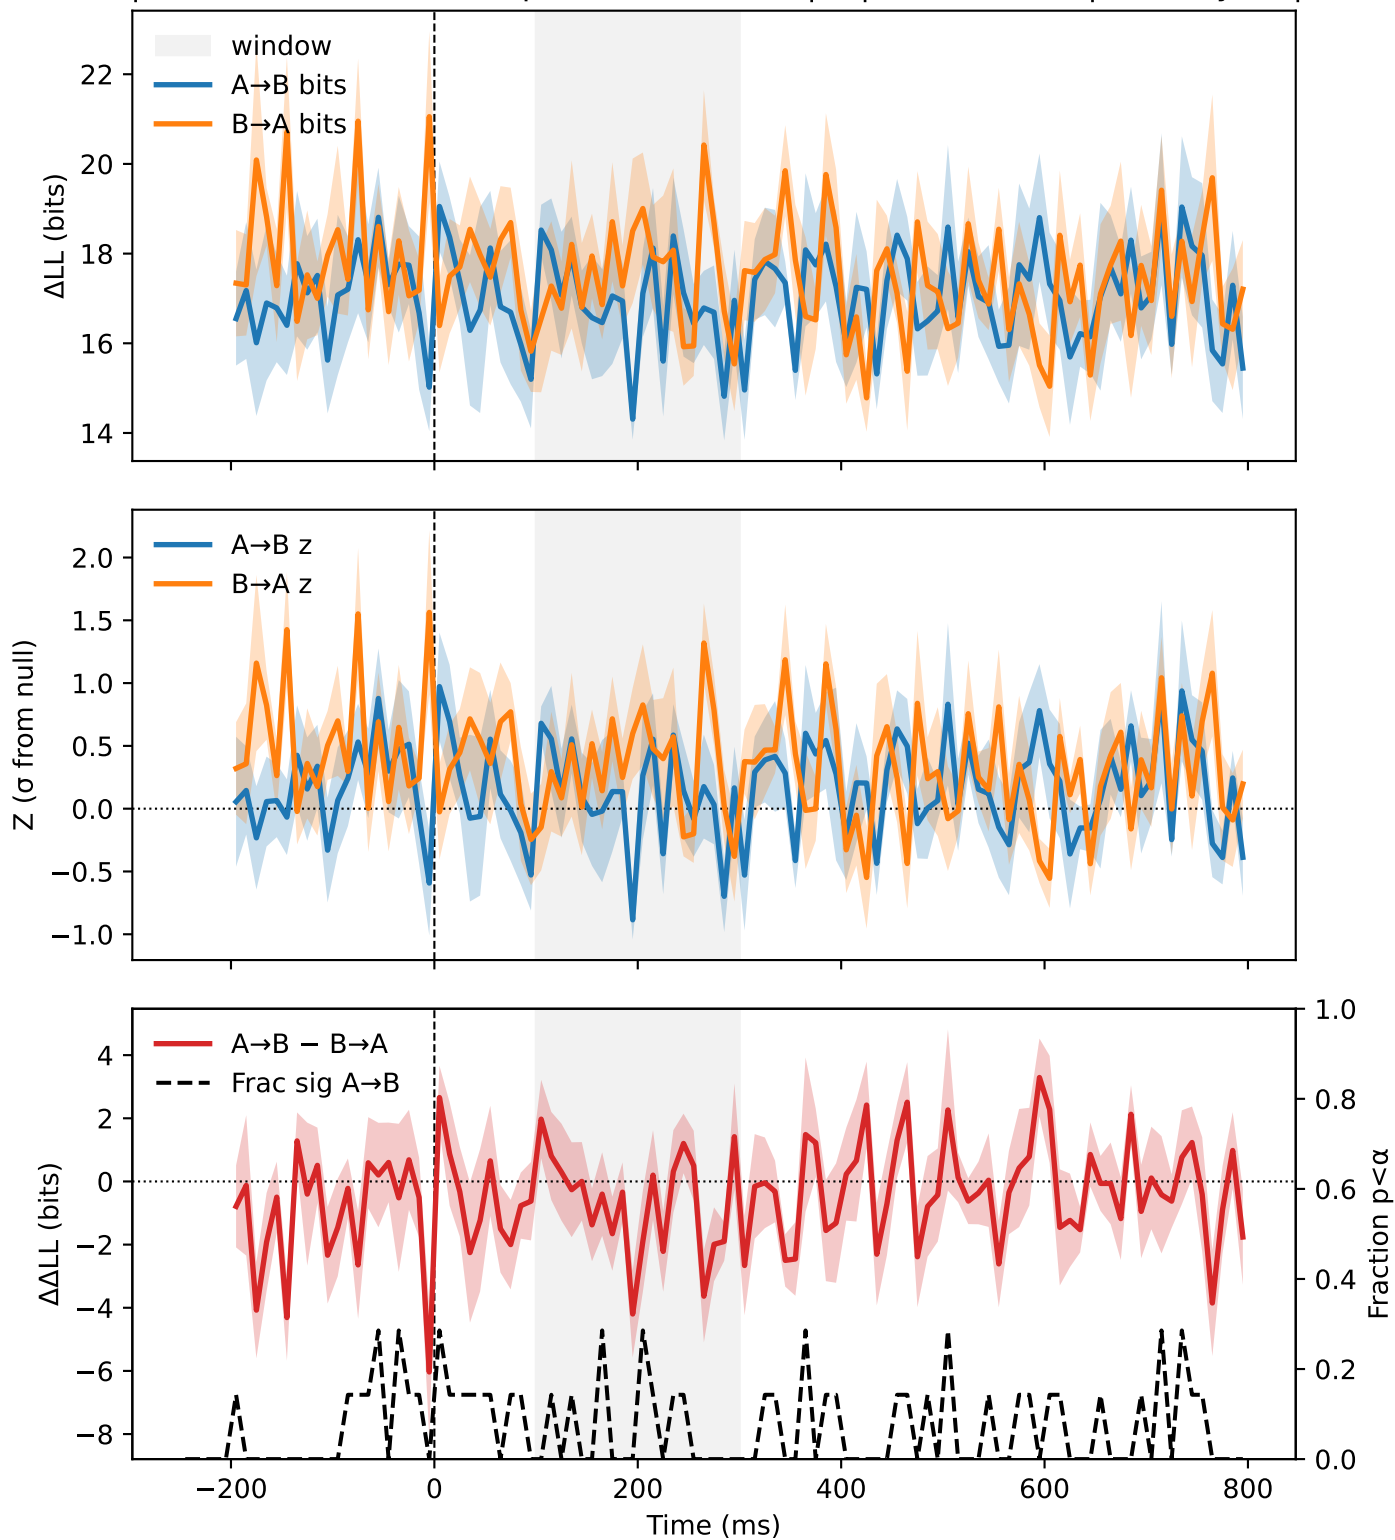 window
A→B bits
B→A bits
ΔLL (bits)
22
20
18
16
14
A→B z
B→A z
Z (σ from null)
2.0
1.5
1.0
0.5
0.0
−0.5
−1.0
A→B − B→A
Frac sig A→B
ΔΔLL (bits)
4
2
0
−2
−4
−6
−8
1.0
0.8
0.6
0.4
0.2
0.0
Fraction p<α
−200
0
200
400
600
800
Time (ms)